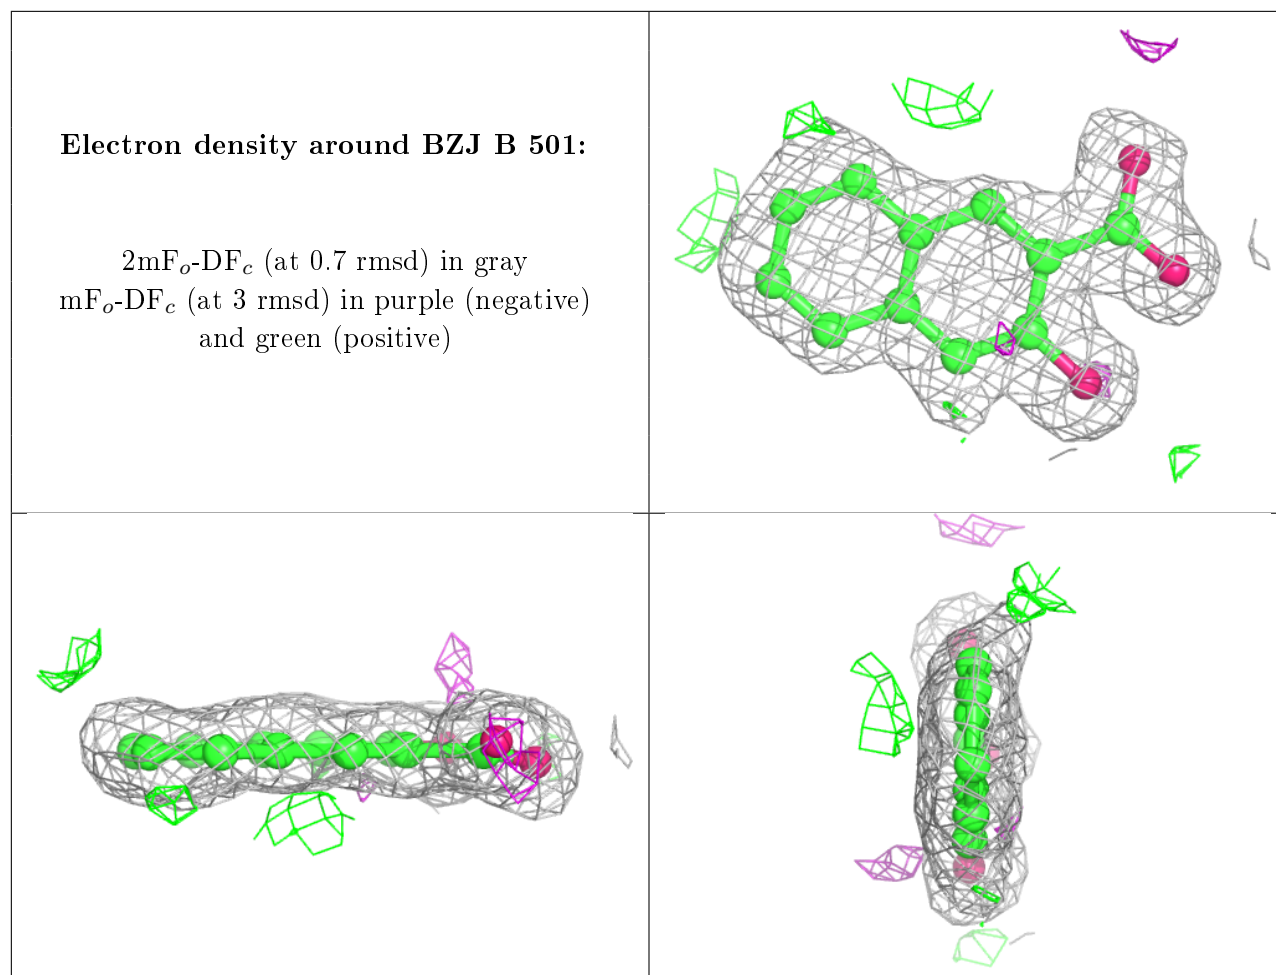 Electron density around BZJ B 501:
2mFo-DFc (at 0.7 rmsd) in gray
mFo-DFc (at 3 rmsd) in purple (negative)
and green (positive)